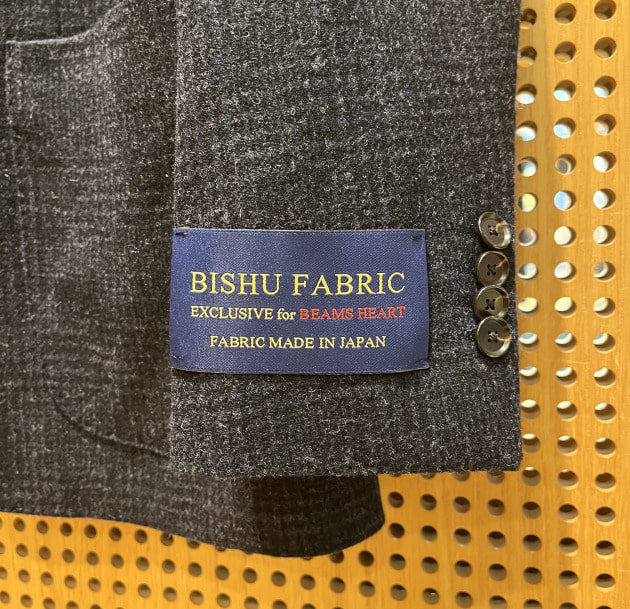 BISHU FABRIC
EXCLUSIVE for BEAMS HEART
FABRIC MADE IN JAPAN